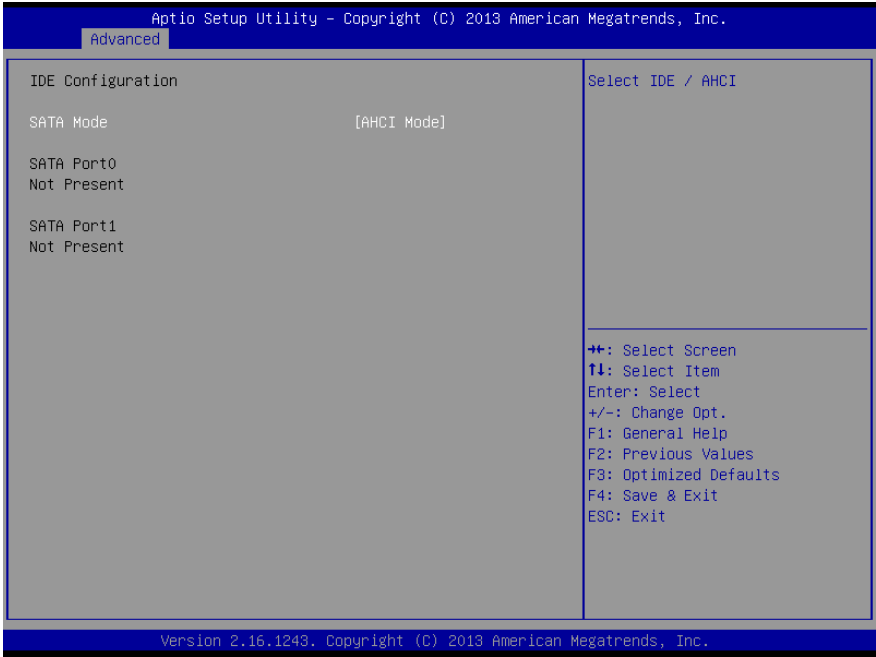 Aptio Setup Utility – Copyright (C) 2013 American Megatrends, Inc.
Advanced
IDE Configuration
SATA Mode [AHCI Mode]
SATA Port0
Not Present
SATA Port1
Not Present
Select IDE / AHCI
→←: Select Screen
↑↓: Select Item
Enter: Select
+/-: Change Opt.
F1: General Help
F2: Previous Values
F3: Optimized Defaults
F4: Save & Exit
ESC: Exit
Version 2.16.1243. Copyright (C) 2013 American Megatrends, Inc.